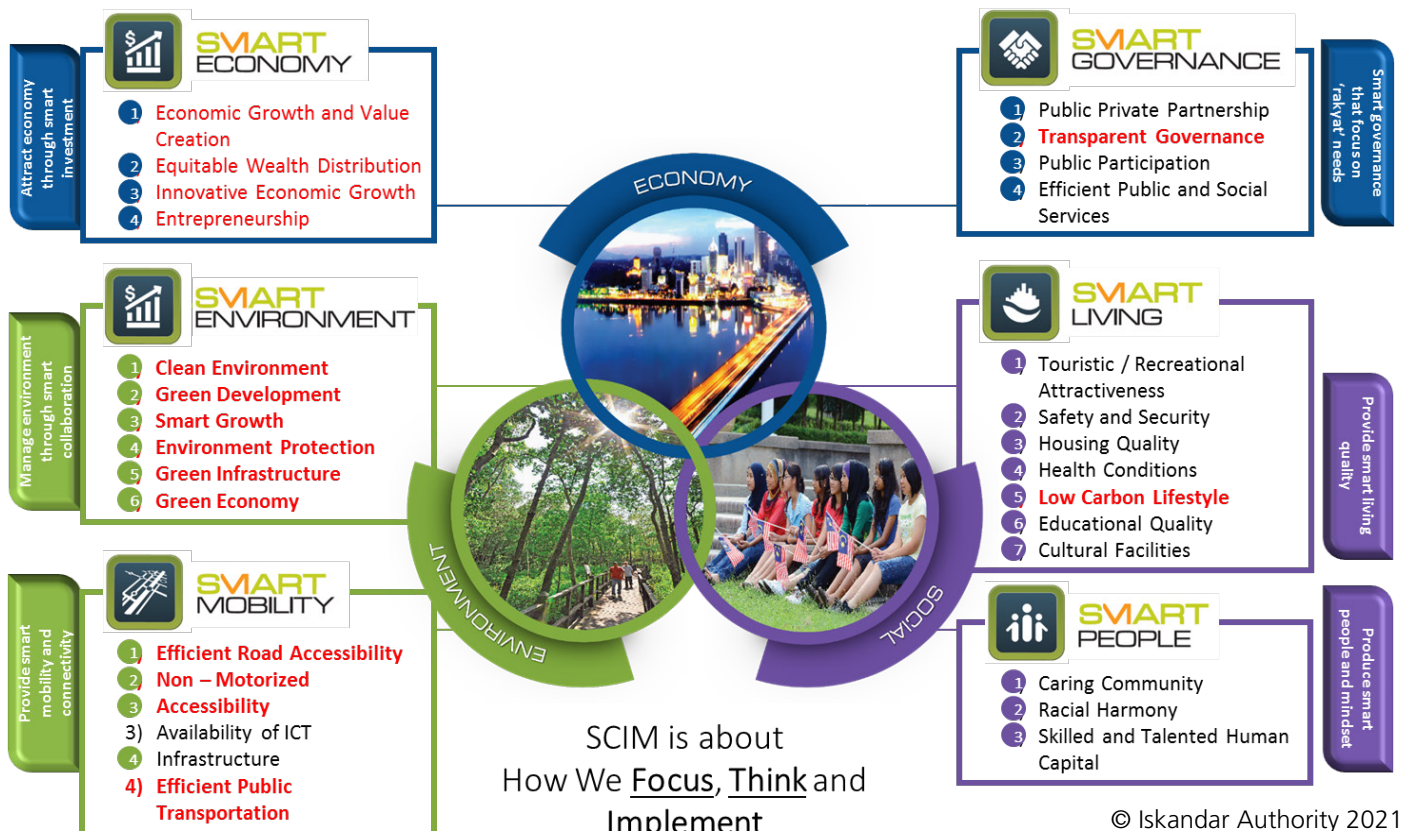 Attract economy
through smart
investment
SMART
ECONOMY
1) Economic Growth and Value
Creation
2) Equitable Wealth Distribution
3) Innovative Economic Growth
4) Entrepreneurship
Manage environment
through smart
collaboration
SMART
ENVIRONMENT
1) Clean Environment
2) Green Development
3) Smart Growth
4) Environment Protection
5) Green Infrastructure
6) Green Economy
Provide smart
mobility and
connectivity
SMART
MOBILITY
1) Efficient Road Accessibility
2) Non – Motorized
3 Accessibility
3) Availability of ICT
4 Infrastructure
4) Efficient Public
Transportation
ECONOMY
ENVIRONMENT
SOCIAL
SCIM is about
How We Focus, Think and
Implement
SMART
GOVERNANCE
1) Public Private Partnership
2) Transparent Governance
3) Public Participation
4) Efficient Public and Social
Services
Smart governance
that focus on
‘rakyat’ needs
SMART
LIVING
1) Touristic / Recreational
Attractiveness
2) Safety and Security
3) Housing Quality
4) Health Conditions
5) Low Carbon Lifestyle
6) Educational Quality
7) Cultural Facilities
Provide smart living
quality
SMART
PEOPLE
1) Caring Community
2) Racial Harmony
3) Skilled and Talented Human
Capital
Produce smart
people and mindset
© Iskandar Authority 2021